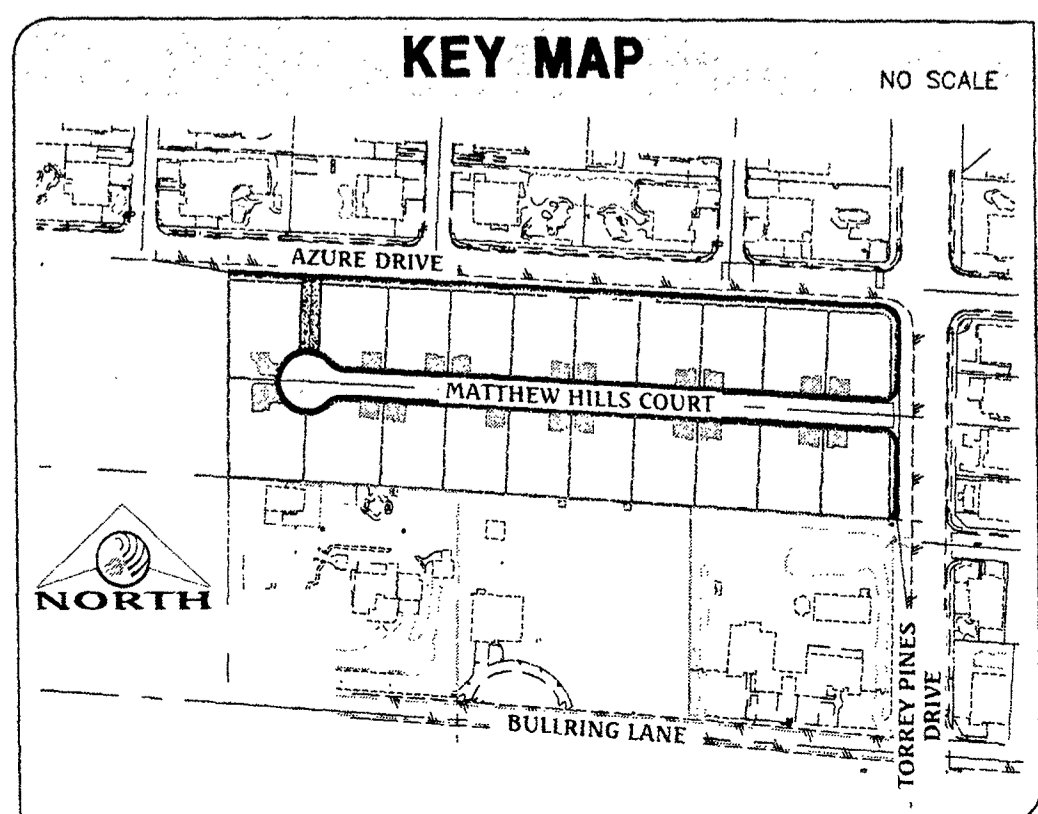 KEY MAP
NO SCALE
AZURE DRIVE
MATTHEW HILLS COURT
NORTH
BULLRING LANE
TORREY PINES
DRIVE